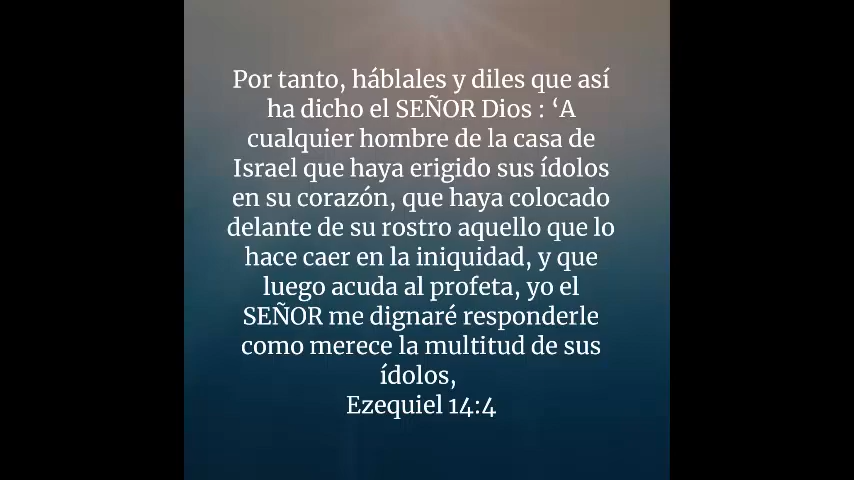 Por tanto, háblales y diles que así
ha dicho el SEÑOR Dios : ‘A
cualquier hombre de la casa de
Israel que haya erigido sus ídolos
en su corazón, que haya colocado
delante de su rostro aquello que lo
hace caer en la iniquidad, y que
luego acuda al profeta, yo el
SEÑOR me dignaré responderle
como merece la multitud de sus
ídolos,
Ezequiel 14:4